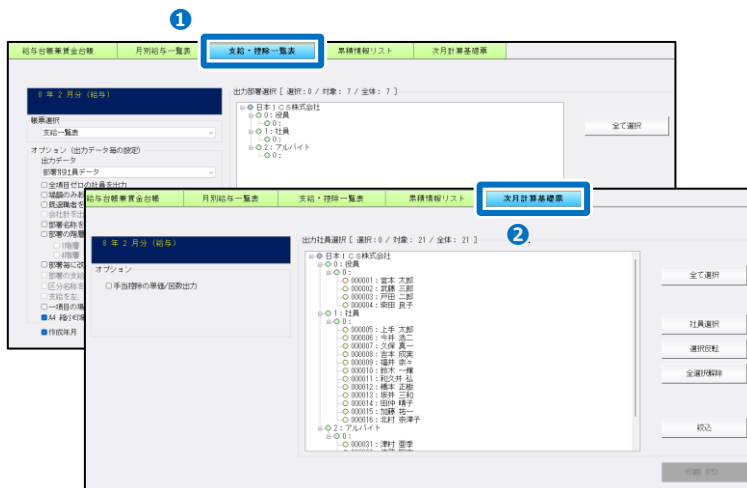 1
給与台帳兼賃金台帳 月別給与一覧表 支給・控除一覧表 累積情報リスト 次月計算基礎票
8 年 2 月分 (給与)
帳票選択
支給一覧表
オプション (出力データ毎の設定)
出力データ
部署別社員データ
□全項目ゼロの社員を出力
出力部署選択 [ 選択:0 / 対象: 7 / 全体: 7 ]
日本ICS株式会社
0:役員
0:
1:社員
0:
2:アルバイト
0:
全て選択
A4 縮小印刷
作成年月
給与台帳兼賃金台帳 月別給与一覧表 支給・控除一覧表 累積情報リスト 次月計算基礎票
2
8 年 2 月分 (給与)
オプション
□手当控除の単価/回数出力
出力社員選択 [ 選択:0 / 対象: 21 / 全体: 21 ]
日本ICS株式会社
0:役員
0:
000001:宮本 太郎
000002:武藤 三郎
000003:戸田 二郎
000004:柴田 良子
1:社員
0:
000005:上手 太郎
000006:今井 浩二
000007:久保 真一
000008:吉本 成実
000009:福井 奈々
000010:鈴木 一輝
000011:和久井 弘
000012:橋本 正樹
000013:坂井 三和
000014:田仲 晴子
000015:加藤 祐一
000016:北村 奈津子
2:アルバイト
0:
000031:津村 亜季
全て選択
社員選択
選択反転
全選択解除
絞込